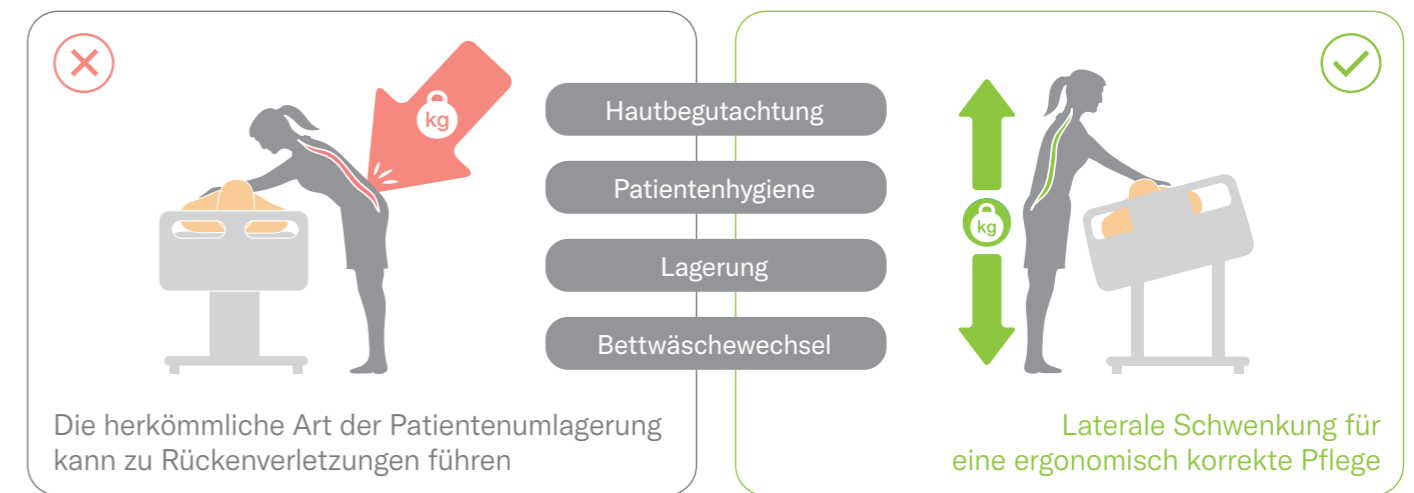 kg
Hautbegutachtung
Patientenhygiene
kg
Lagerung
Bettwäschewechsel
Die herkömmliche Art der Patientenumlagerung
kann zu Rückenverletzungen führen
Laterale Schwenkung für
eine ergonomisch korrekte Pflege